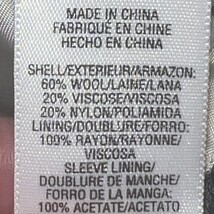 MADE IN CHINA
FABRIQUÉ EN CHINE
HECHO EN CHINA
SHELL/EXTERIEUR/ARMAZON:
60% WOOL/LAINE/LANA
20% VISCOSE/VISCOSA
20% NYLON/POLIAMIDA
LINING/DOUBLURE/FORRO:
100% RAYON/RAYONNE/
VISCOSA
SLEEVE LINING/
DOUBLURE DE MANCHE/
FORRO DE LA MANGA:
100% ACETATE/ACETATO